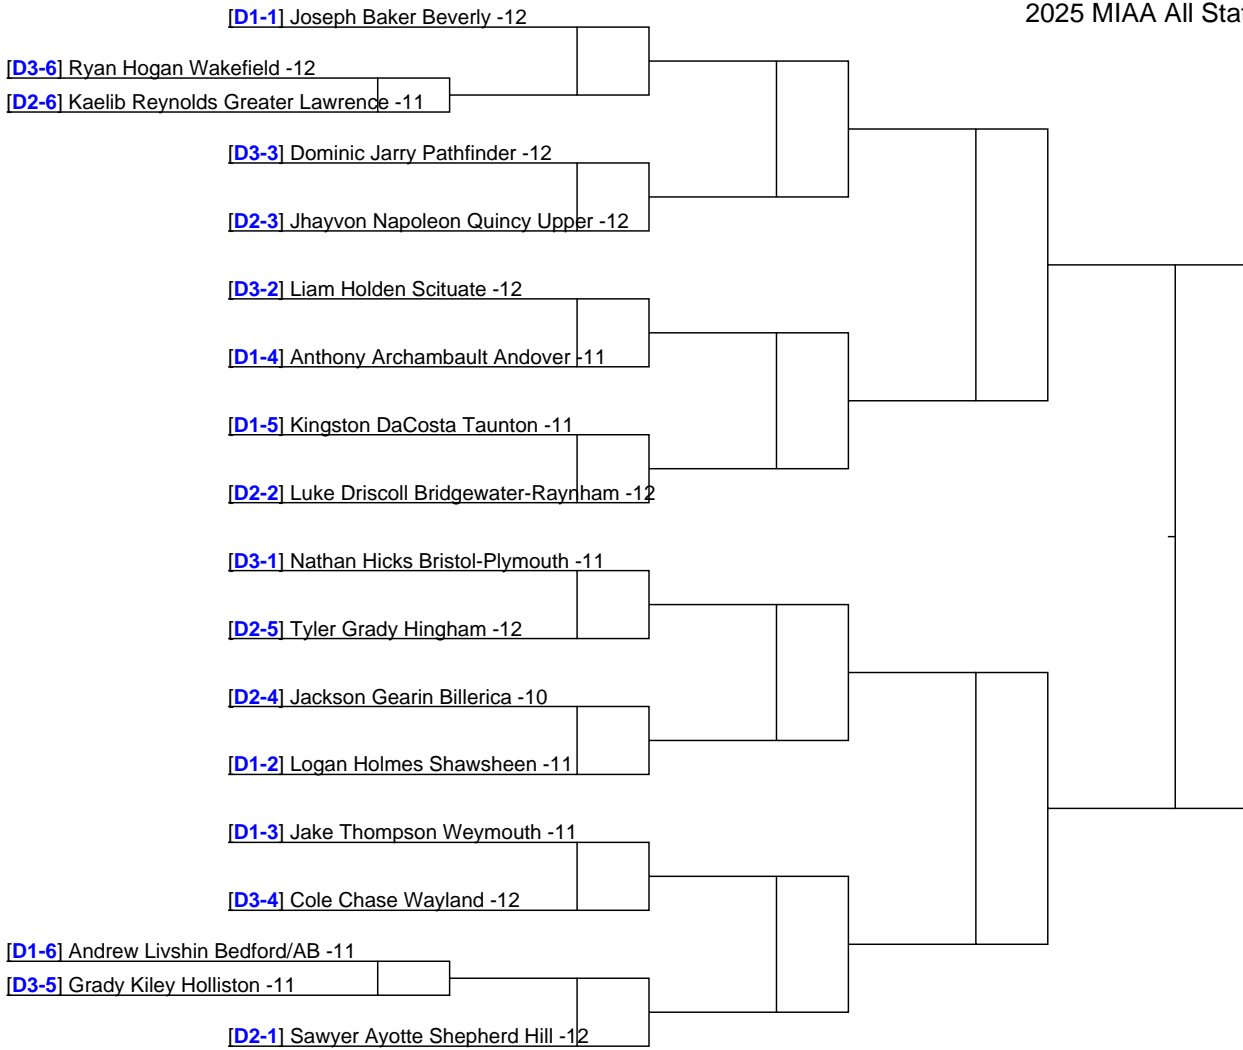 [D1-1] Joseph Baker Beverly -12
2025 MIAA All Stat
[D3-6] Ryan Hogan Wakefield -12
[D2-6] Kaelib Reynolds Greater Lawrence -11
[D3-3] Dominic Jarry Pathfinder -12
[D2-3] Jhayvon Napoleon Quincy Upper -12
[D3-2] Liam Holden Scituate -12
[D1-4] Anthony Archambault Andover -11
[D1-5] Kingston DaCosta Taunton -11
[D2-2] Luke Driscoll Bridgewater-Raynham -12
[D3-1] Nathan Hicks Bristol-Plymouth -11
[D2-5] Tyler Grady Hingham -12
[D2-4] Jackson Gearin Billerica -10
[D1-2] Logan Holmes Shawsheen -11
[D1-3] Jake Thompson Weymouth -11
[D3-4] Cole Chase Wayland -12
[D1-6] Andrew Livshin Bedford/AB -11
[D3-5] Grady Kiley Holliston -11
[D2-1] Sawyer Ayotte Shepherd Hill -12